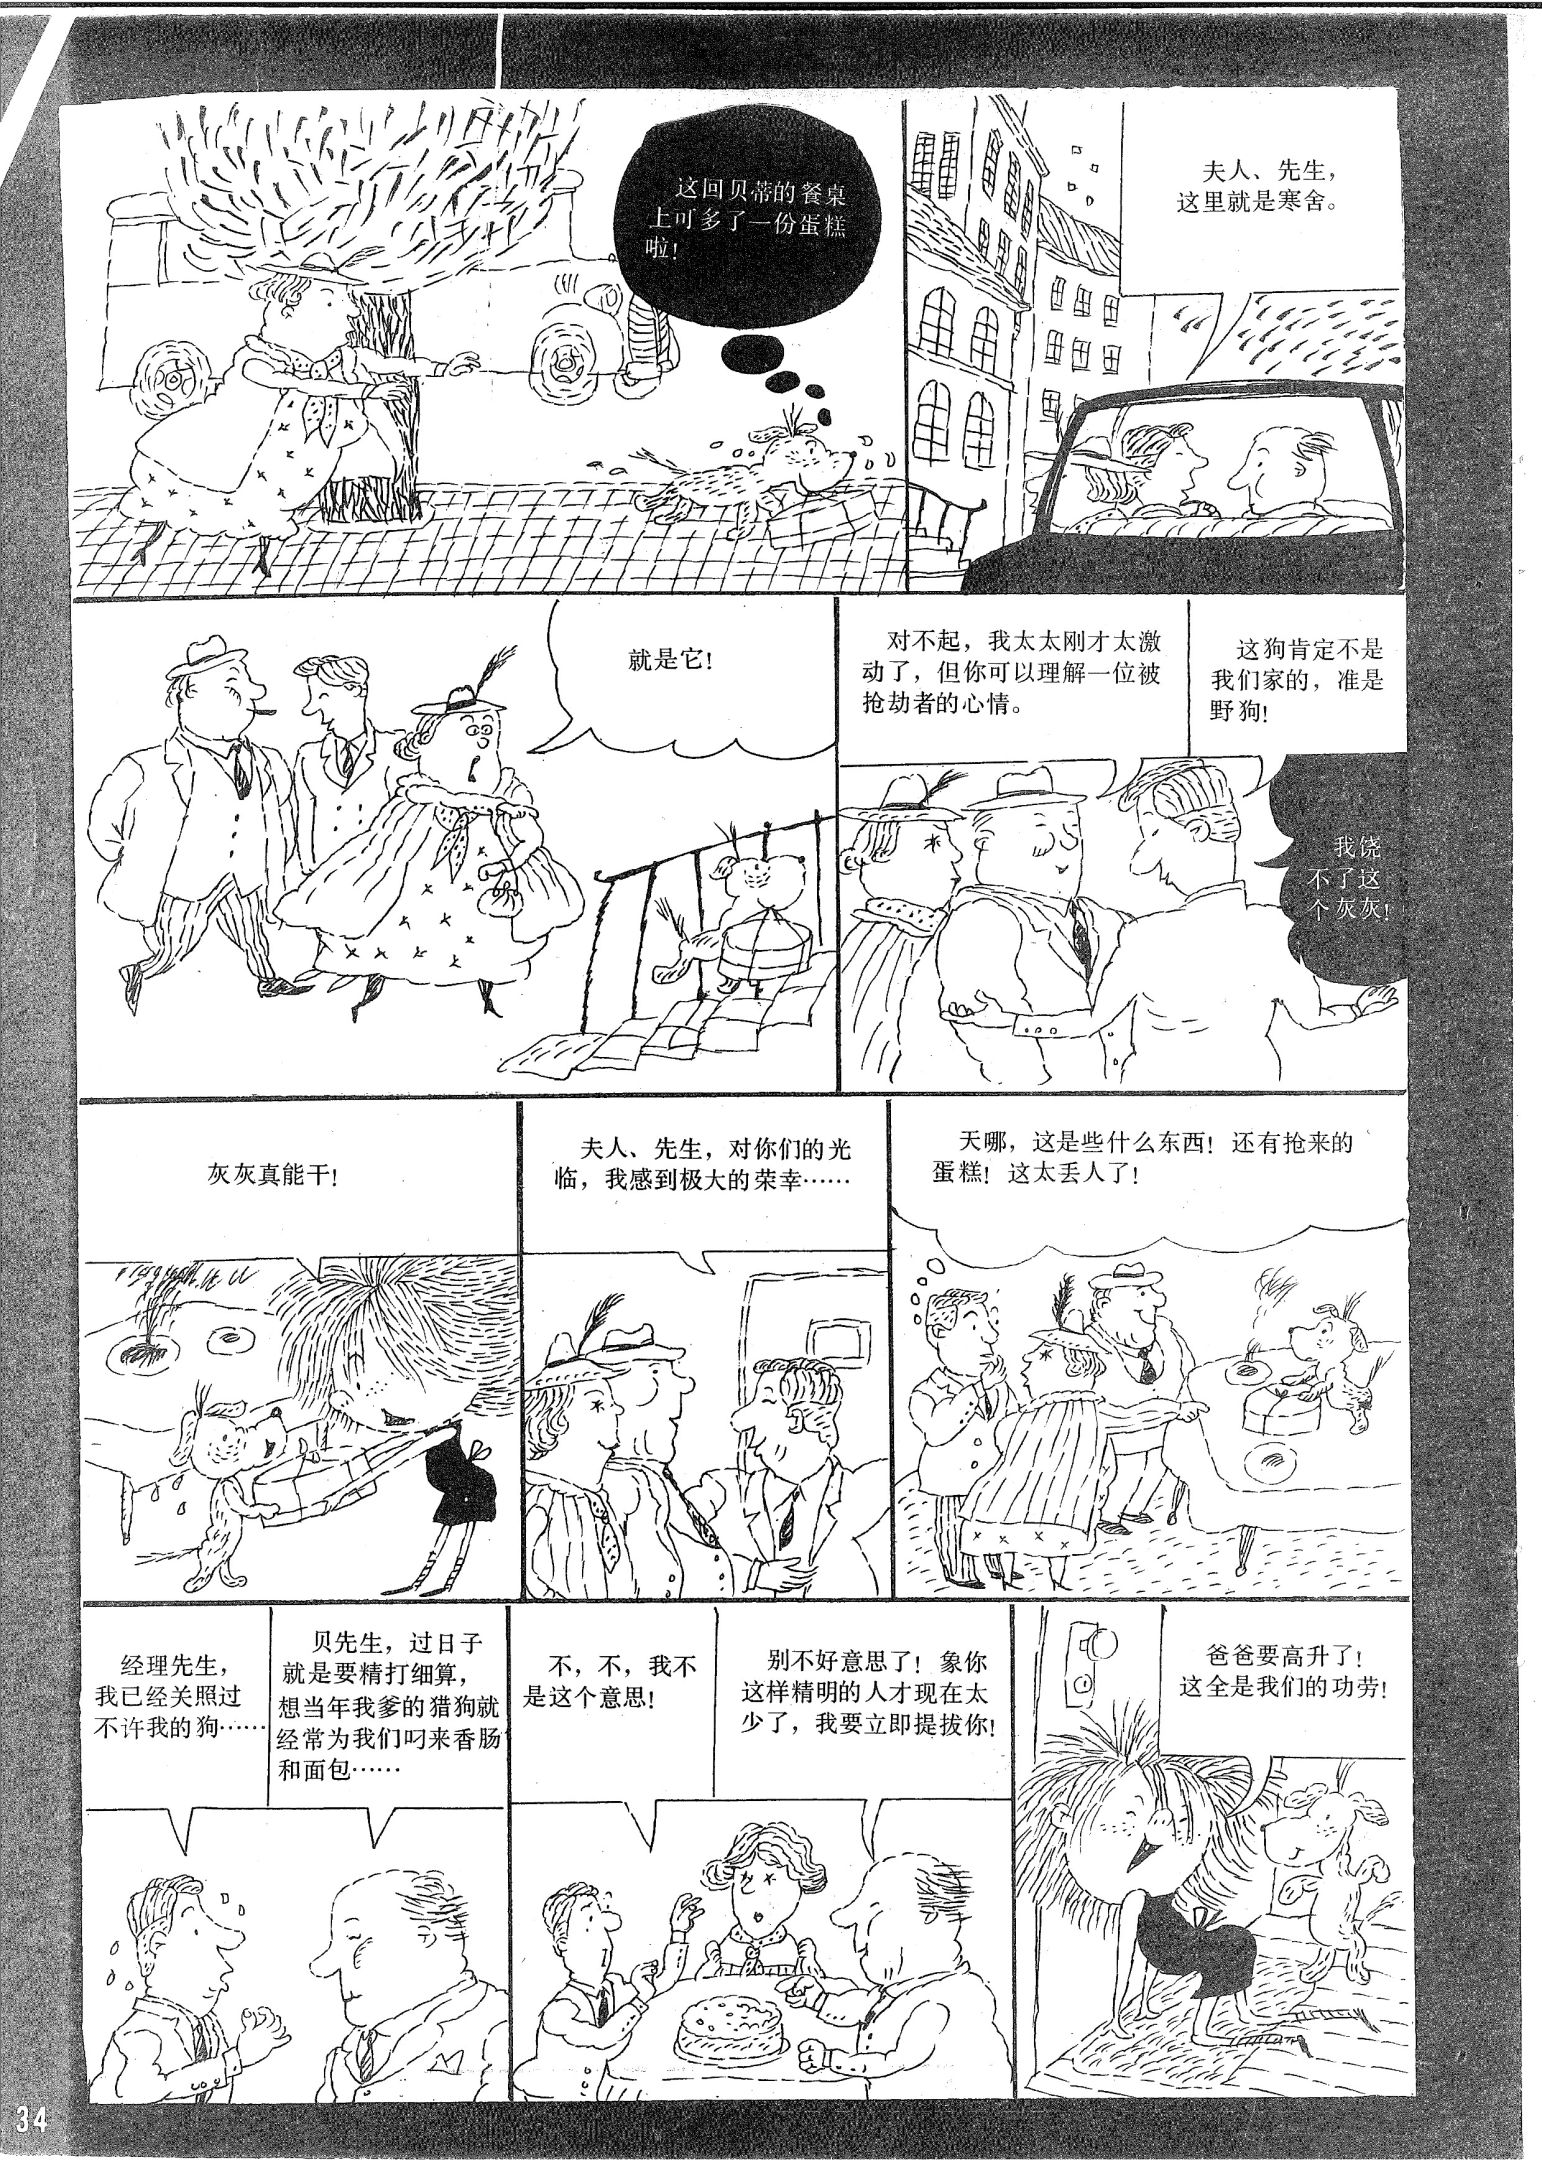 这回贝蒂的餐桌
上可多了一份蛋糕
啦！
夫人、先生，
这里就是寒舍。
就是它！
对不起，我太太刚才太激
动了，但你可以理解一位被
抢劫者的心情。
这狗肯定不是
我们家的，准是
野狗！
我饶
不了这
个灰灰！
灰灰真能干！
夫人、先生，对你们的光
临，我感到极大的荣幸……
天哪，这是些什么东西！还有抢来的
蛋糕！这太丢人了！
经理先生，
我已经关照过
不许我的狗……
贝先生，过日子
就是要精打细算，
想当年我爹的猎狗就
经常为我们叼来香肠
和面包……
不，不，我不
是这个意思！
别不好意思了！象你
这样精明的人才现在太
少了，我要立即提拔你！
爸爸要高升了！
这全是我们的功劳！
34